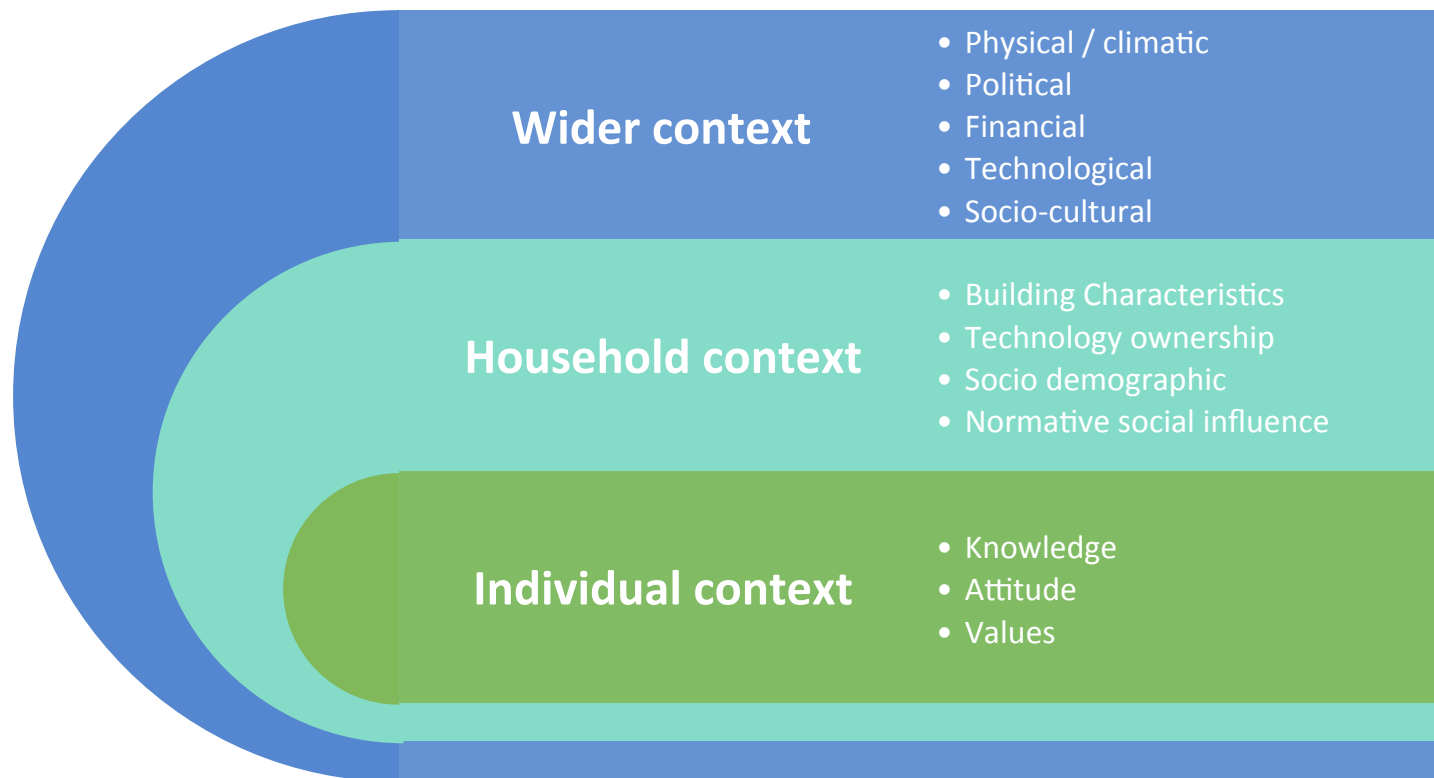 Wider context
• Physical / climatic
• Political
• Financial
• Technological
• Socio-cultural
Household context
• Building Characteristics
• Technology ownership
• Socio demographic
• Normative social influence
Individual context
• Knowledge
• Attitude
• Values